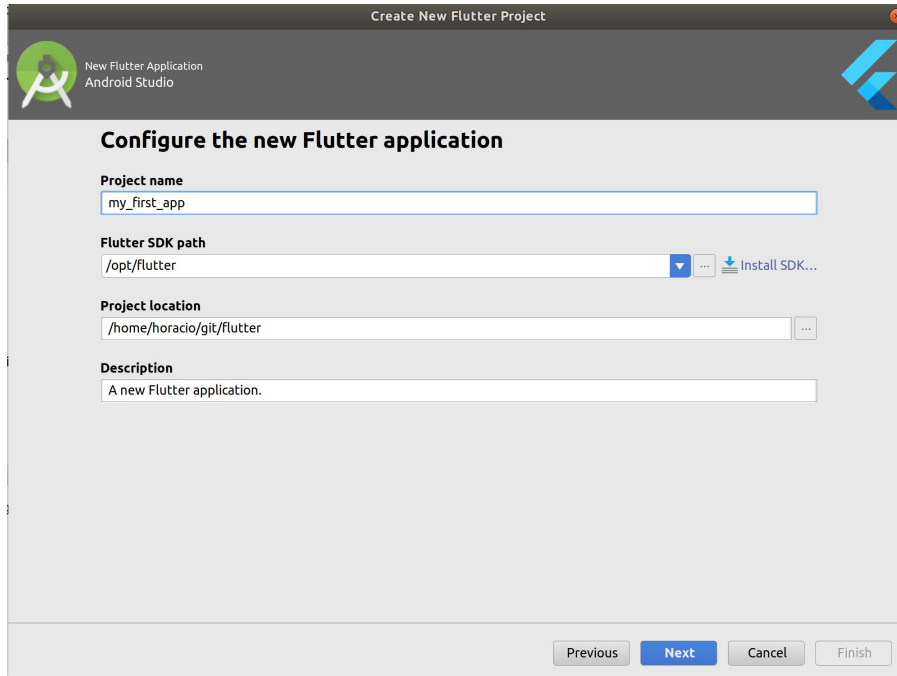 Create New Flutter Project
New Flutter Application
Android Studio
Configure the new Flutter application
Project name
my_first_app
Flutter SDK path
/opt/flutter
... Install SDK...
Project location
/home/horacio/git/flutter
...
Description
A new Flutter application.
Previous Next Cancel Finish